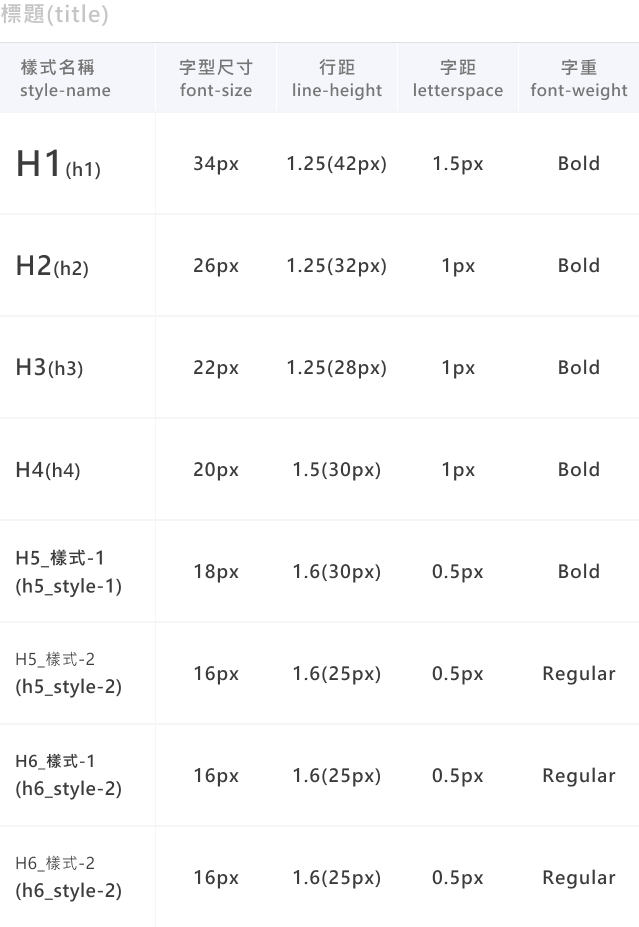 標題(title)
樣式名稱 字型尺寸 行距 字距 字重
style-name font-size line-height letterspace font-weight
H1(h1) 34px 1.25(42px) 1.5px Bold
H2(h2) 26px 1.25(32px) 1px Bold
H3(h3) 22px 1.25(28px) 1px Bold
H4(h4) 20px 1.5(30px) 1px Bold
H5_樣式-1
(h5_style-1) 18px 1.6(30px) 0.5px Bold
H5_樣式-2
(h5_style-2) 16px 1.6(25px) 0.5px Regular
H6_樣式-1
(h6_style-2) 16px 1.6(25px) 0.5px Regular
H6_樣式-2
(h6_style-2) 16px 1.6(25px) 0.5px Regular